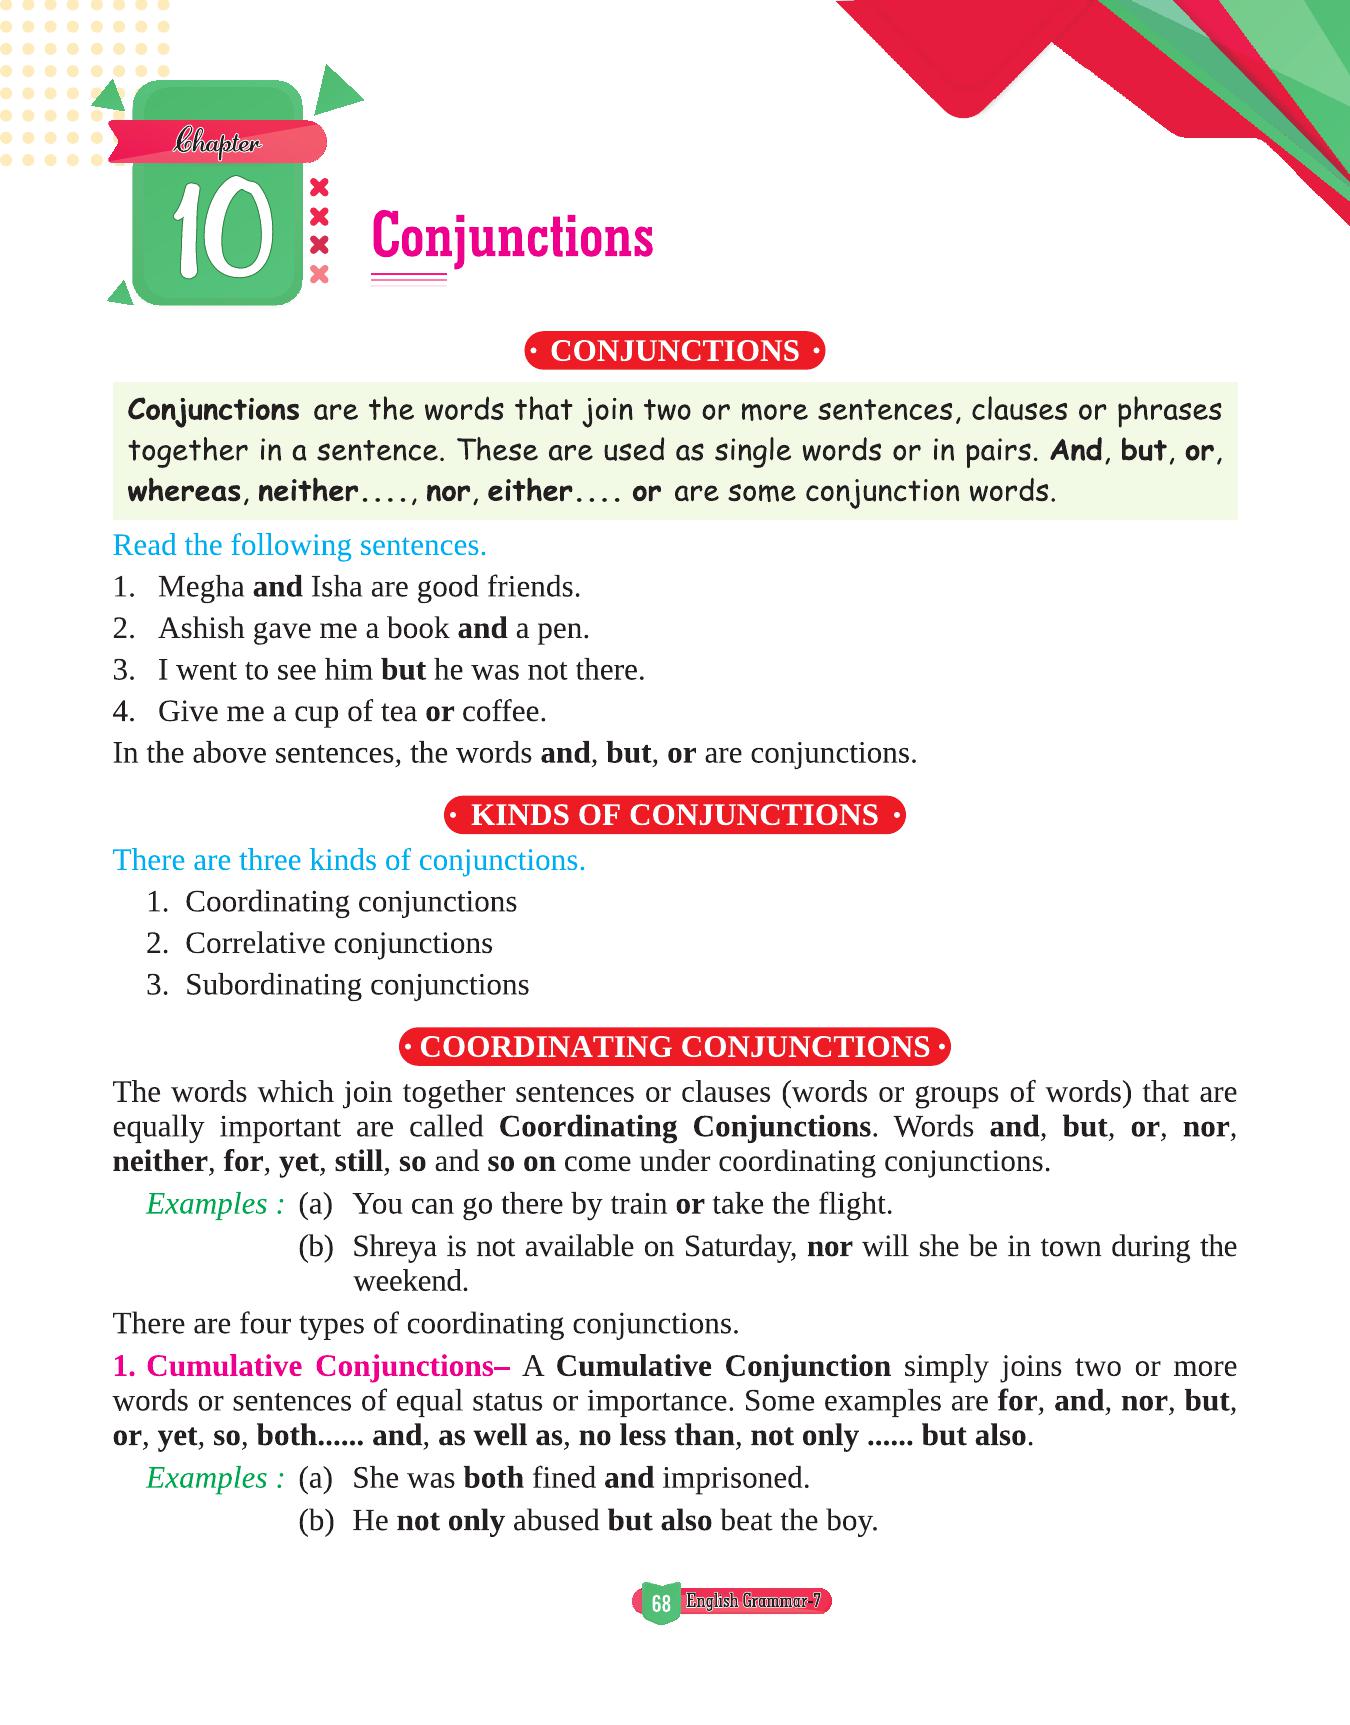 Chapter
10
Conjunctions
• CONJUNCTIONS •
Conjunctions are the words that join two or more sentences, clauses or phrases
together in a sentence. These are used as single words or in pairs. And, but, or,
whereas, neither...., nor, either.... or are some conjunction words.
Read the following sentences.
1. Megha and Isha are good friends.
2. Ashish gave me a book and a pen.
3. I went to see him but he was not there.
4. Give me a cup of tea or coffee.
In the above sentences, the words and, but, or are conjunctions.
• KINDS OF CONJUNCTIONS •
There are three kinds of conjunctions.
1. Coordinating conjunctions
2. Correlative conjunctions
3. Subordinating conjunctions
• COORDINATING CONJUNCTIONS •
The words which join together sentences or clauses (words or groups of words) that are
equally important are called Coordinating Conjunctions. Words and, but, or, nor,
neither, for, yet, still, so and so on come under coordinating conjunctions.
Examples : (a) You can go there by train or take the flight.
(b) Shreya is not available on Saturday, nor will she be in town during the
weekend.
There are four types of coordinating conjunctions.
1. Cumulative Conjunctions– A Cumulative Conjunction simply joins two or more
words or sentences of equal status or importance. Some examples are for, and, nor, but,
or, yet, so, both...... and, as well as, no less than, not only ...... but also.
Examples : (a) She was both fined and imprisoned.
(b) He not only abused but also beat the boy.
68 English Grammar-7